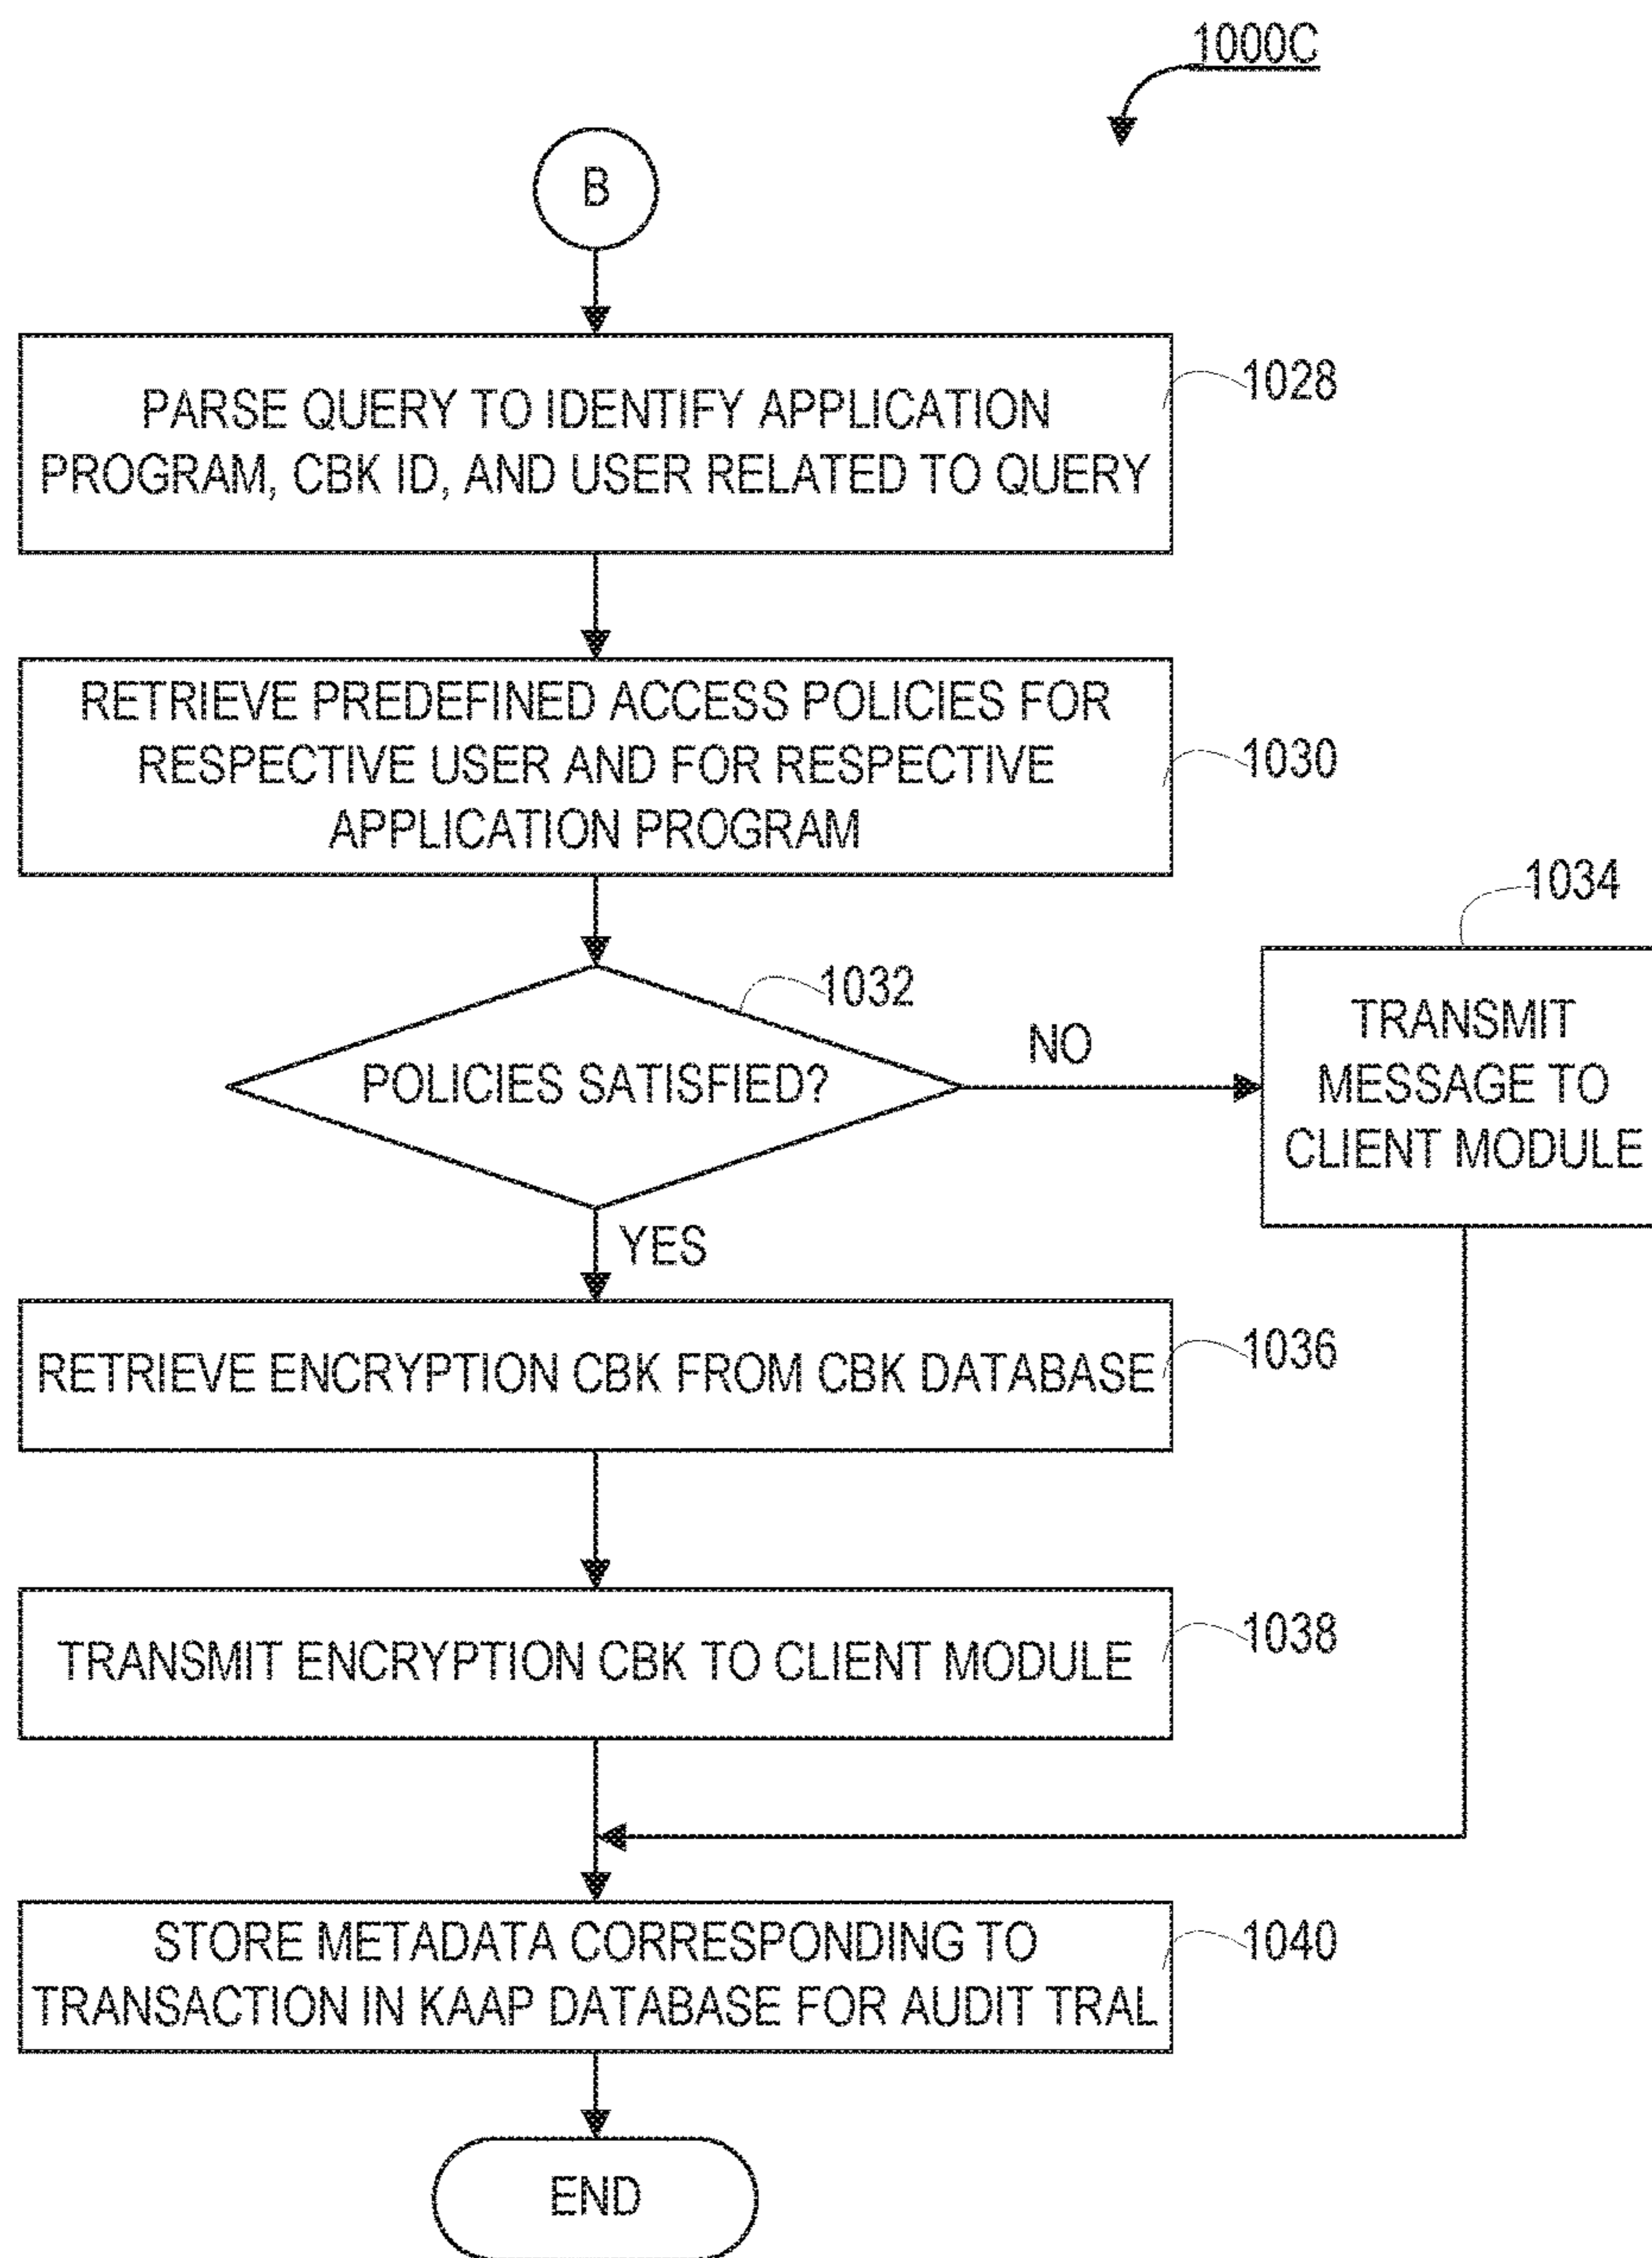 1000C
B
PARSE QUERY TO IDENTIFY APPLICATION
PROGRAM, CBK ID, AND USER RELATED TO QUERY
1028
RETRIEVE PREDEFINED ACCESS POLICIES FOR
RESPECTIVE USER AND FOR RESPECTIVE
APPLICATION PROGRAM
1030
1032
POLICIES SATISFIED?
NO
1034
TRANSMIT
MESSAGE TO
CLIENT MODULE
YES
RETRIEVE ENCRYPTION CBK FROM CBK DATABASE
1036
TRANSMIT ENCRYPTION CBK TO CLIENT MODULE
1038
STORE METADATA CORRESPONDING TO
TRANSACTION IN KAAP DATABASE FOR AUDIT TRAL
1040
END